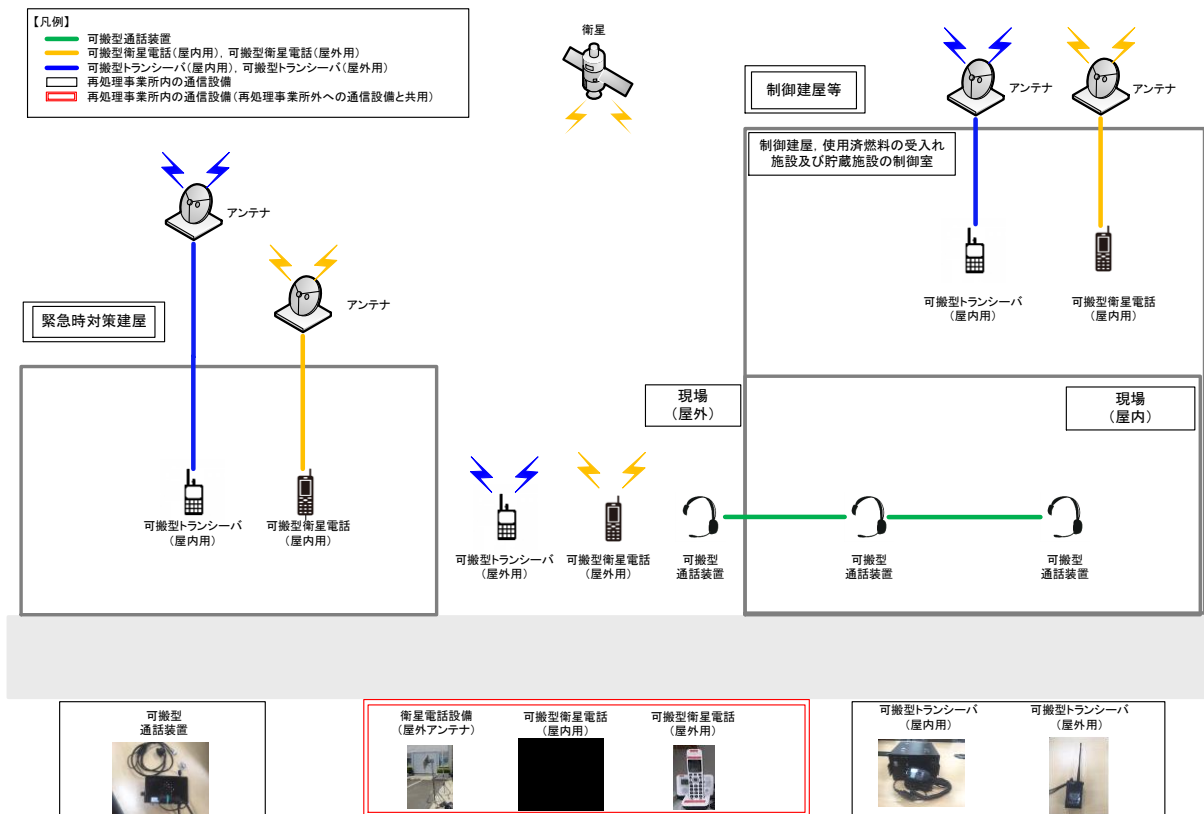 【凡例】
可搬型通話装置
可搬型衛星電話(屋内用)，可搬型衛星電話(屋外用)
可搬型トランシーバ(屋内用)，可搬型トランシーバ(屋外用)
再処理事業所内の通信設備
再処理事業所内の通信設備(再処理事業所外への通信設備と共用)
衛星
制御建屋等
アンテナ
アンテナ
制御建屋，使用済燃料の受入れ
施設及び貯蔵施設の制御室
アンテナ
アンテナ
緊急時対策建屋
可搬型トランシーバ
(屋内用)
可搬型衛星電話
(屋内用)
現場
(屋外)
現場
(屋内)
可搬型トランシーバ
(屋内用)
可搬型衛星電話
(屋内用)
可搬型トランシーバ
(屋外用)
可搬型衛星電話
(屋外用)
可搬型
通話装置
可搬型
通話装置
可搬型
通話装置
可搬型
通話装置
衛星電話設備
(屋外アンテナ)
可搬型衛星電話
(屋内用)
可搬型衛星電話
(屋外用)
可搬型トランシーバ
(屋内用)
可搬型トランシーバ
(屋外用)